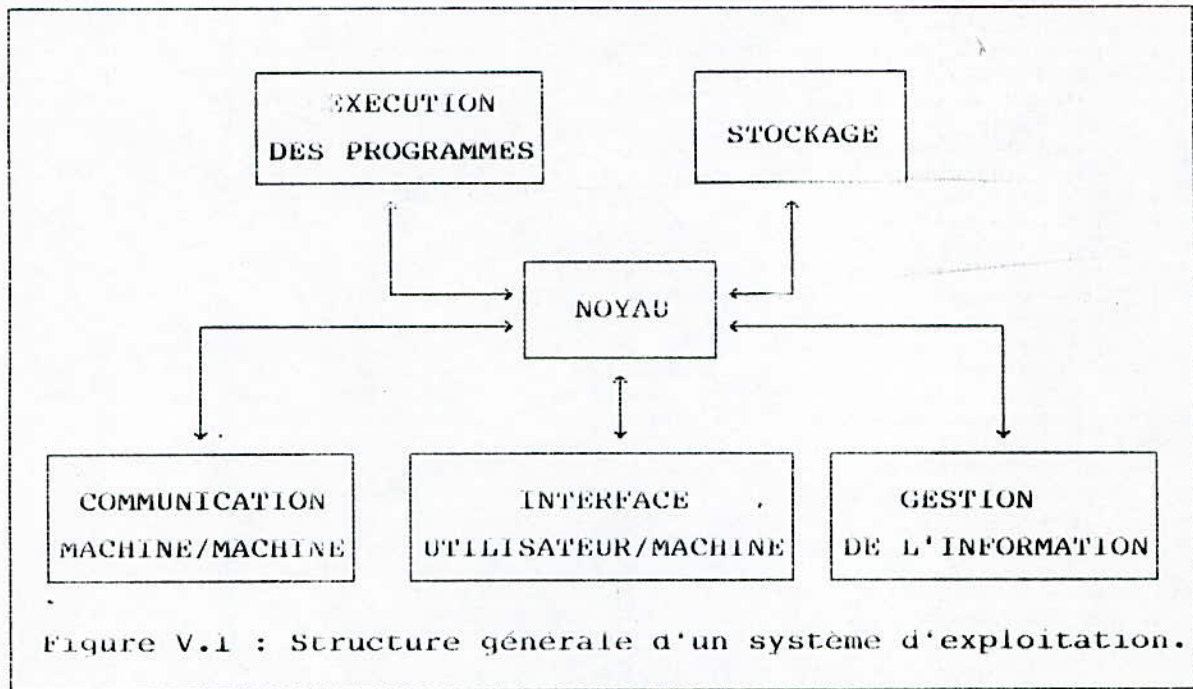 EXECUTION
DES PROGRAMMES
STOCKAGE
NOYAU
COMMUNICATION
MACHINE/MACHINE
INTERFACE
UTILISATEUR/MACHINE
GESTION
DE L'INFORMATION
Figure V.1 : Structure générale d'un système d'exploitation.